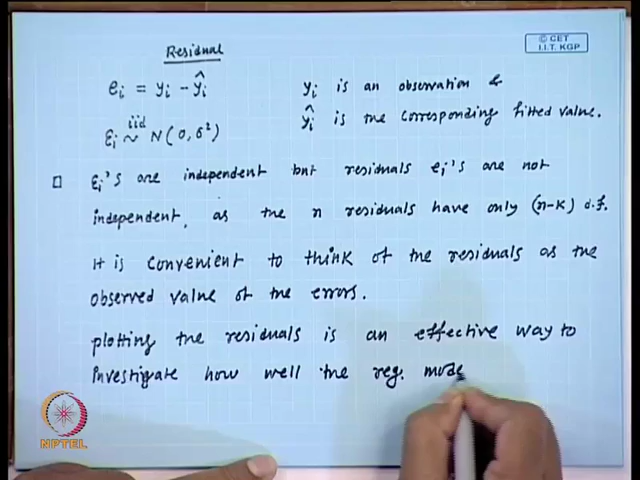 Residual
© CET
I.I.T. KGP
eᵢ = yᵢ - ŷᵢ
yᵢ is an observation &
ŷᵢ is the corresponding fitted value.
εᵢ iid ~ N(0, σ²)
□ εᵢ's are independent but residuals eᵢ's are not
independent, as the n residuals have only (n-k) d.f.
It is convenient to think of the residuals as the
observed value of the errors.
plotting the residuals is an effective way to
investigate how well the reg. mode
NPTEL